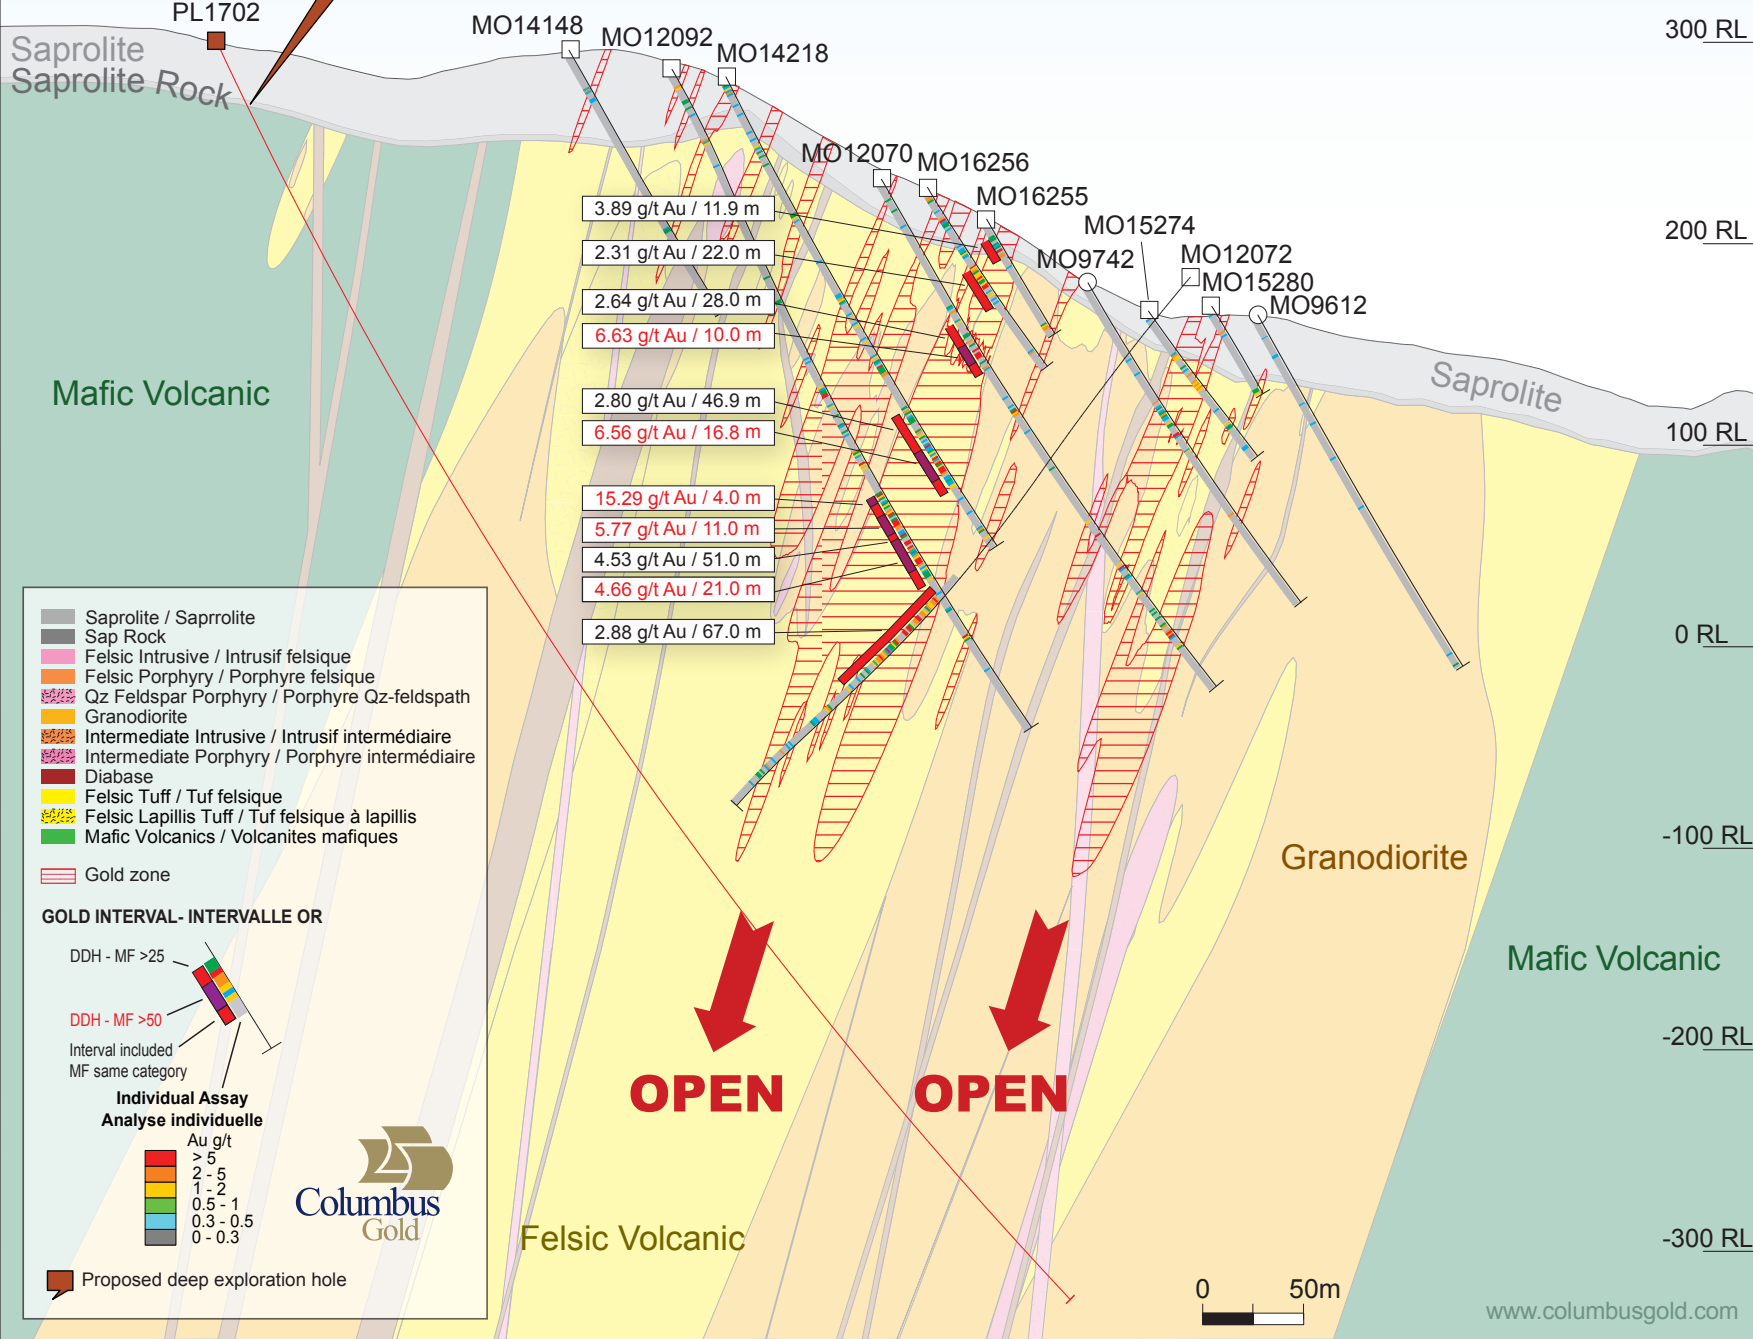 PL1702
MO14148
MO12092
MO14218
300 RL
Saprolite
Saprolite Rock
MO12070
MO16256
MO16255
MO15274
MO9742
MO12072
MO15280
MO9612
200 RL
3.89 g/t Au / 11.9 m
2.31 g/t Au / 22.0 m
2.64 g/t Au / 28.0 m
6.63 g/t Au / 10.0 m
2.80 g/t Au / 46.9 m
6.56 g/t Au / 16.8 m
15.29 g/t Au / 4.0 m
5.77 g/t Au / 11.0 m
4.53 g/t Au / 51.0 m
4.66 g/t Au / 21.0 m
2.88 g/t Au / 67.0 m
Mafic Volcanic
Saprolite
100 RL
0 RL
-100 RL
-200 RL
-300 RL
Saprolite / Saprrolite
Sap Rock
Felsic Intrusive / Intrusif felsique
Felsic Porphyry / Porphyre felsique
Qz Feldspar Porphyry / Porphyre Qz-feldspath
Granodiorite
Intermediate Intrusive / Intrusif intermédiaire
Intermediate Porphyry / Porphyre intermédiaire
Diabase
Felsic Tuff / Tuf felsique
Felsic Lapillis Tuff / Tuf felsique à lapillis
Mafic Volcanics / Volcanites mafiques
Gold zone
GOLD INTERVAL- INTERVALLE OR
DDH - MF >25
DDH - MF >50
Interval included
MF same category
Individual Assay
Analyse individuelle
Au g/t
> 5
2 - 5
1 - 2
0.5 - 1
0.3 - 0.5
0 - 0.3
Columbus
Gold
Proposed deep exploration hole
Granodiorite
Mafic Volcanic
OPEN
OPEN
Felsic Volcanic
0 50m
www.columbusgold.com